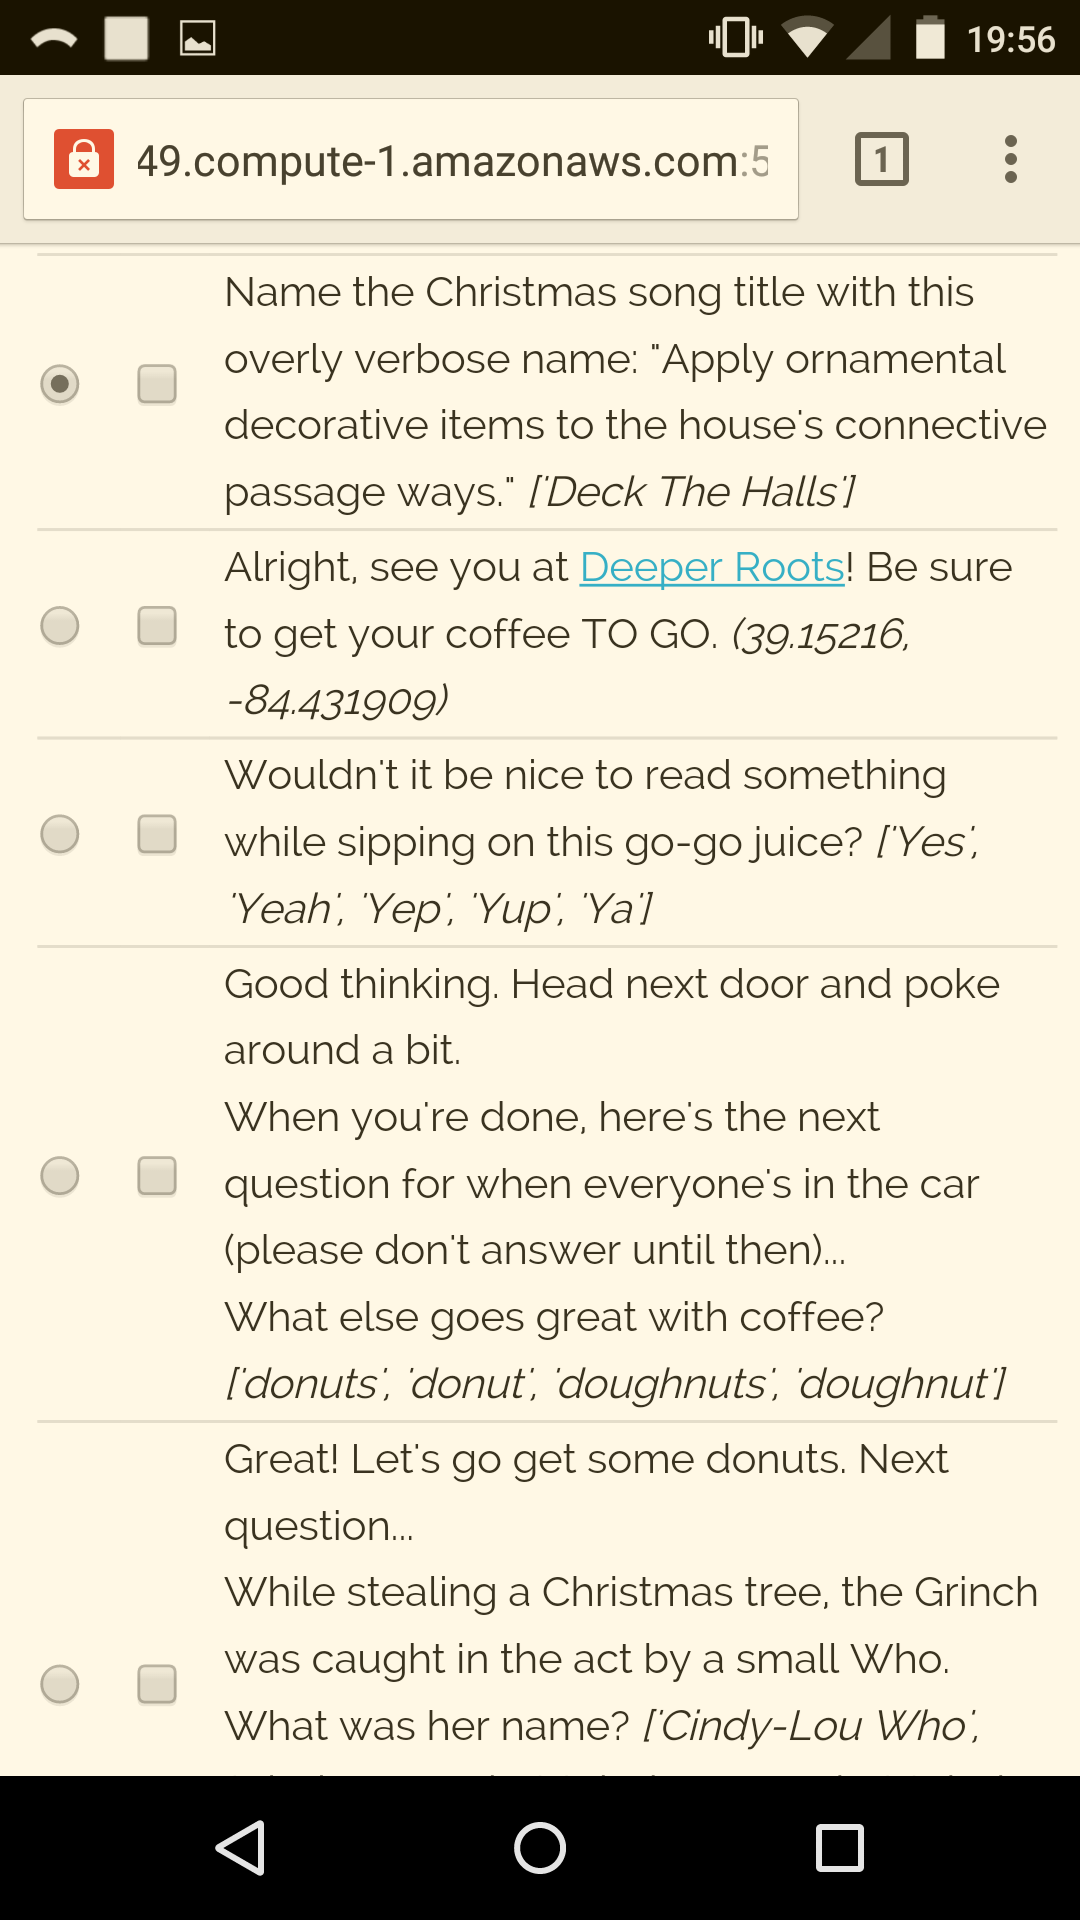 19:56
49.compute-1.amazonaws.com:5
1
Name the Christmas song title with this
overly verbose name: "Apply ornamental
decorative items to the house's connective
passage ways." ['Deck The Halls']
Alright, see you at Deeper Roots! Be sure
to get your coffee TO GO. (39.15216,
-84.431909)
Wouldn't it be nice to read something
while sipping on this go-go juice? ['Yes',
'Yeah', 'Yep', 'Yup', 'Ya']
Good thinking. Head next door and poke
around a bit.
When you're done, here's the next
question for when everyone's in the car
(please don't answer until then)...
What else goes great with coffee?
['donuts', 'donut', 'doughnuts', 'doughnut']
Great! Let's go get some donuts. Next
question...
While stealing a Christmas tree, the Grinch
was caught in the act by a small Who.
What was her name? ['Cindy-Lou Who',